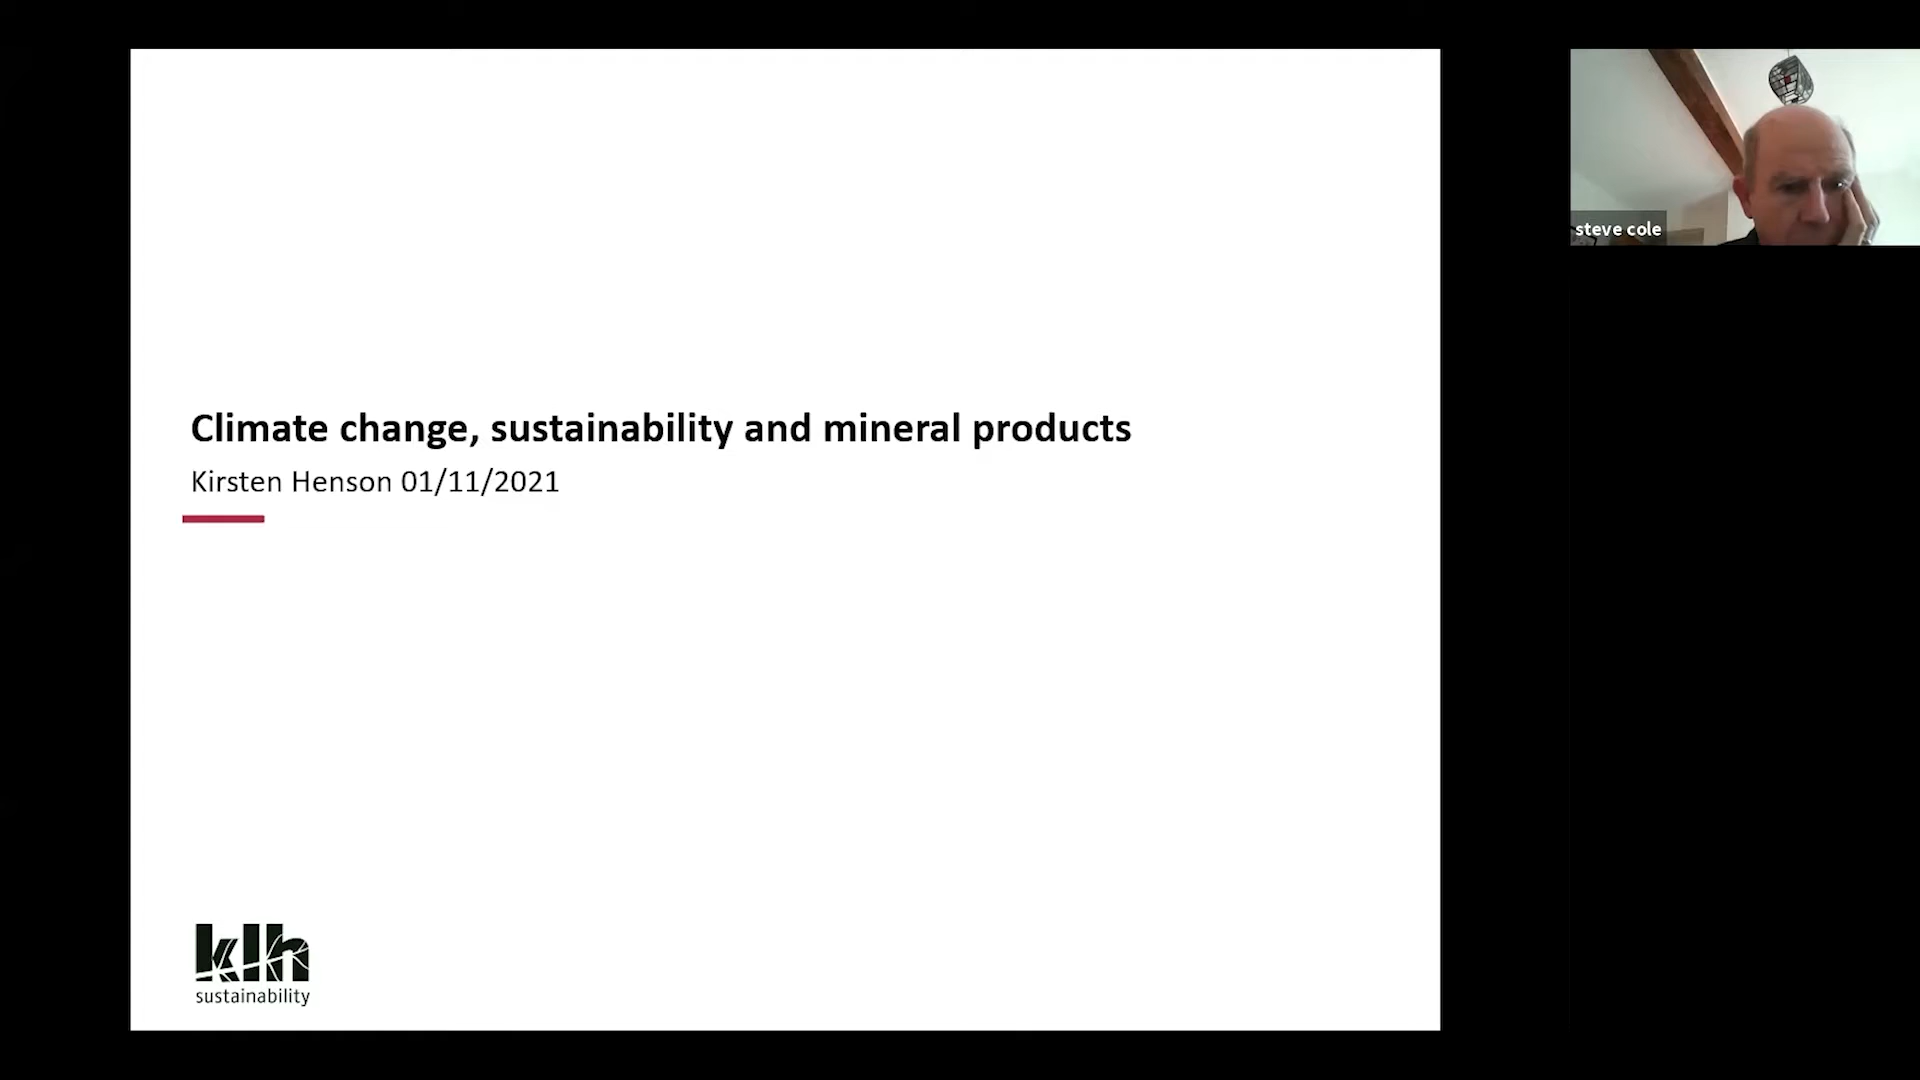 Climate change, sustainability and mineral products
Kirsten Henson 01/11/2021
klh
sustainability
steve cole